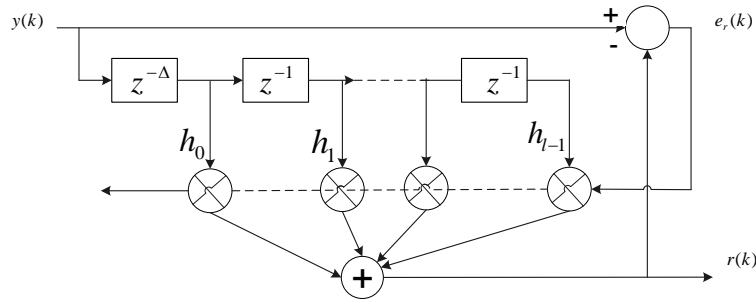 y(k)
+
-
e_r(k)
z^{-Δ}
z^{-1}
z^{-1}
h_0
h_1
h_{l-1}
+
r(k)